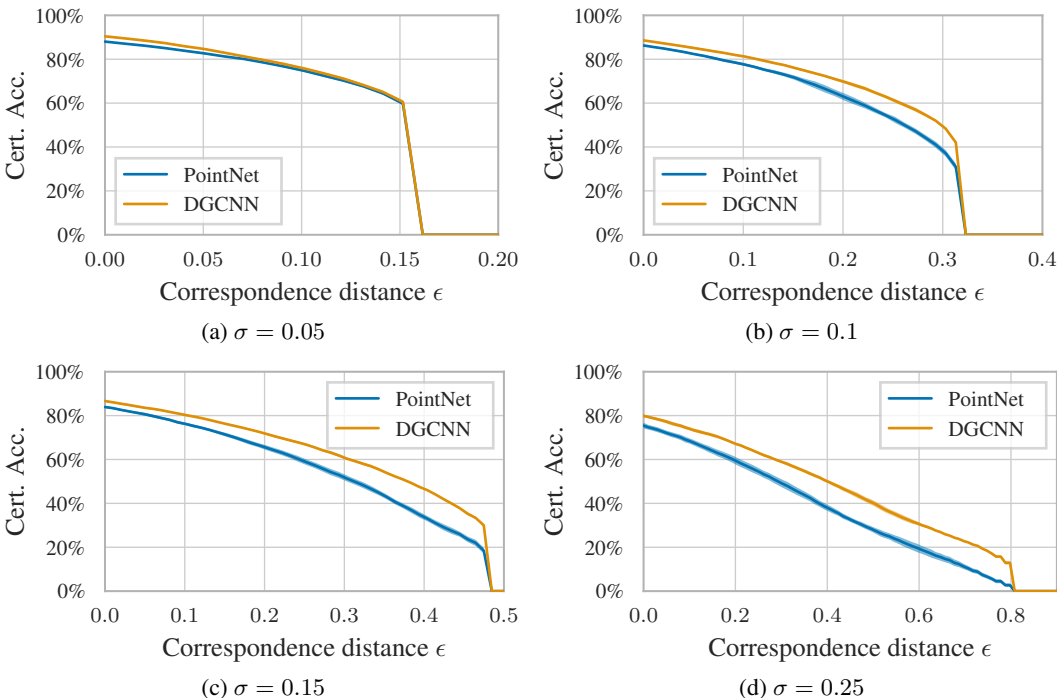 100%
80%
60%
40%
20%
0%
Cert. Acc.
PointNet
DGCNN
0.00 0.05 0.10 0.15 0.20
Correspondence distance ϵ
(a) σ = 0.05
100%
80%
60%
40%
20%
0%
Cert. Acc.
PointNet
DGCNN
0.0 0.1 0.2 0.3 0.4
Correspondence distance ϵ
(b) σ = 0.1
100%
80%
60%
40%
20%
0%
Cert. Acc.
PointNet
DGCNN
0.0 0.1 0.2 0.3 0.4 0.5
Correspondence distance ϵ
(c) σ = 0.15
100%
80%
60%
40%
20%
0%
Cert. Acc.
PointNet
DGCNN
0.0 0.2 0.4 0.6 0.8
Correspondence distance ϵ
(d) σ = 0.25